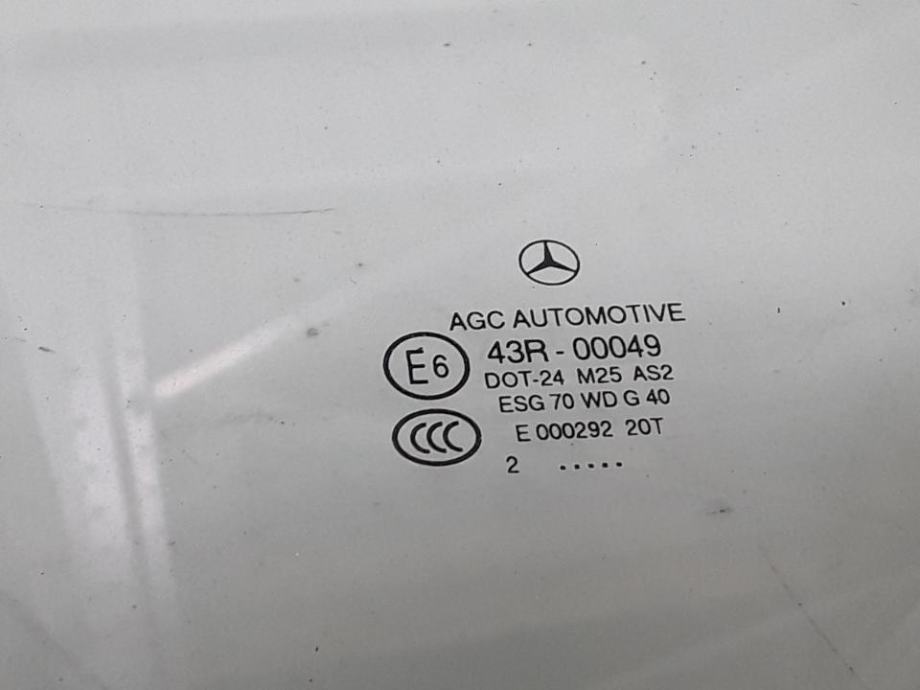 AGC AUTOMOTIVE
E6 43R - 00049
DOT-24 M25 AS2
ESG 70 WD G 40
CCC E 000292 20T
2 .....